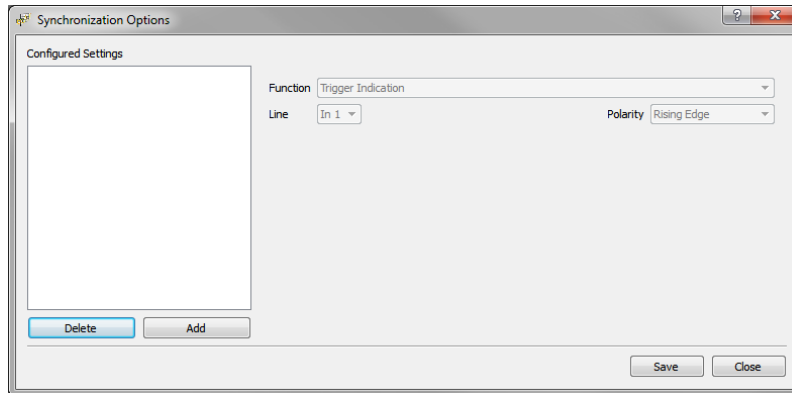 Synchronization Options
Configured Settings
Function Trigger Indication
Line In 1 Polarity Rising Edge
Delete Add
Save Close